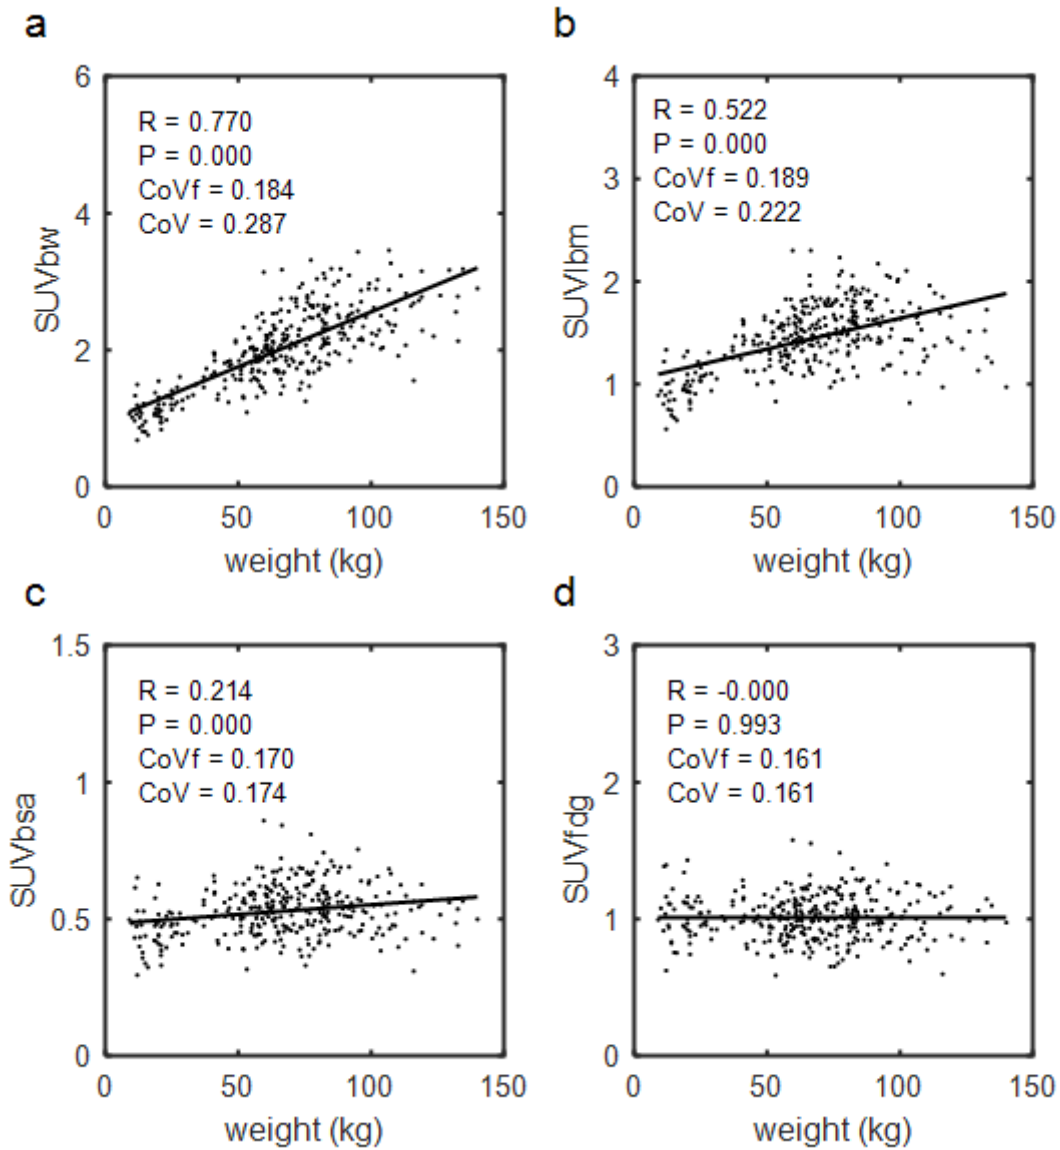 a
6
4
2
0
SUVbw
R = 0.770
P = 0.000
CoVf = 0.184
CoV = 0.287
0 50 100 150
weight (kg)
b
4
3
2
1
0
SUVlbm
R = 0.522
P = 0.000
CoVf = 0.189
CoV = 0.222
0 50 100 150
weight (kg)
c
1.5
1
0.5
0
SUVbsa
R = 0.214
P = 0.000
CoVf = 0.170
CoV = 0.174
0 50 100 150
weight (kg)
d
3
2
1
0
SUVfdg
R = -0.000
P = 0.993
CoVf = 0.161
CoV = 0.161
0 50 100 150
weight (kg)